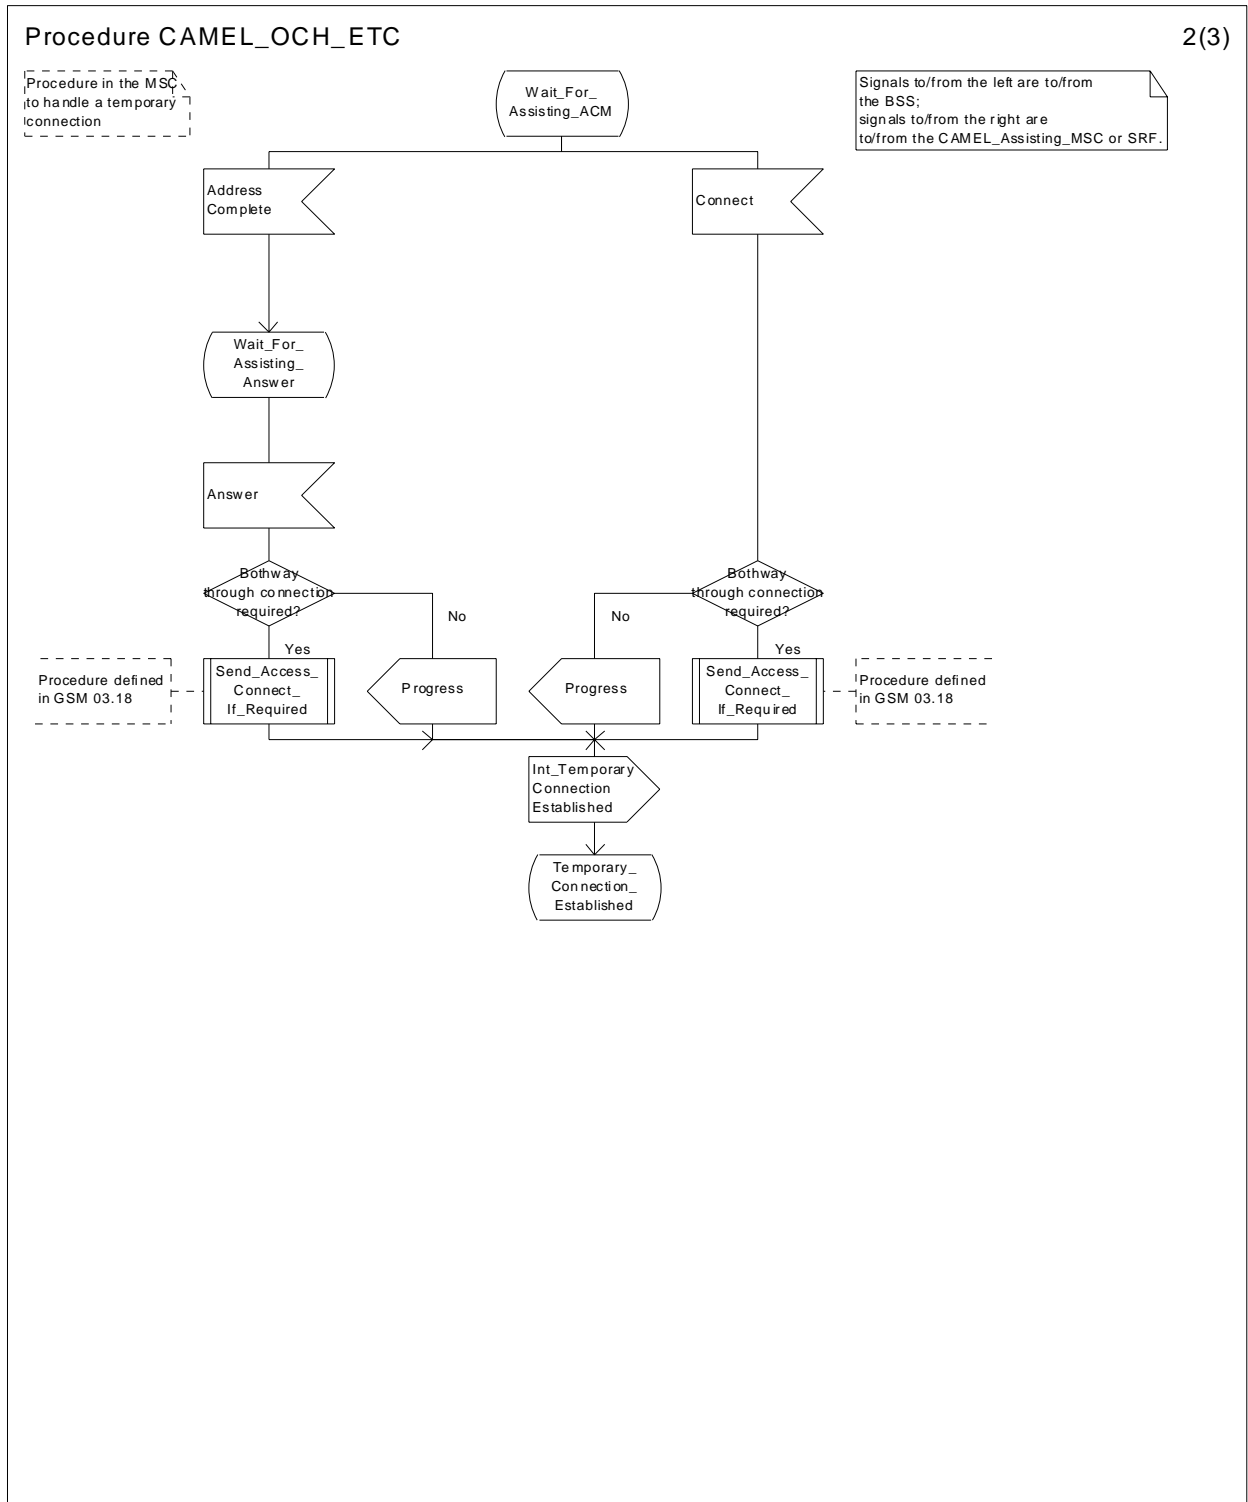 Procedure CAMEL_OCH_ETC
2(3)
Procedure in the MSC
to handle a temporary
connection
Wait_For_
Assisting_ACM
Signals to/from the left are to/from
the BSS;
signals to/from the right are
to/from the CAMEL_Assisting_MSC or SRF.
Address
Complete
Connect
Wait_For_
Assisting_
Answer
Answer
Bothway
through connection
required?
No
Yes
Bothway
through connection
required?
No
Yes
Procedure defined
in GSM 03.18
Send_Access_
Connect_
If_Required
Progress
Progress
Send_Access_
Connect_
If_Required
Procedure defined
in GSM 03.18
Int_Temporary
Connection
Established
Temporary_
Connection_
Established